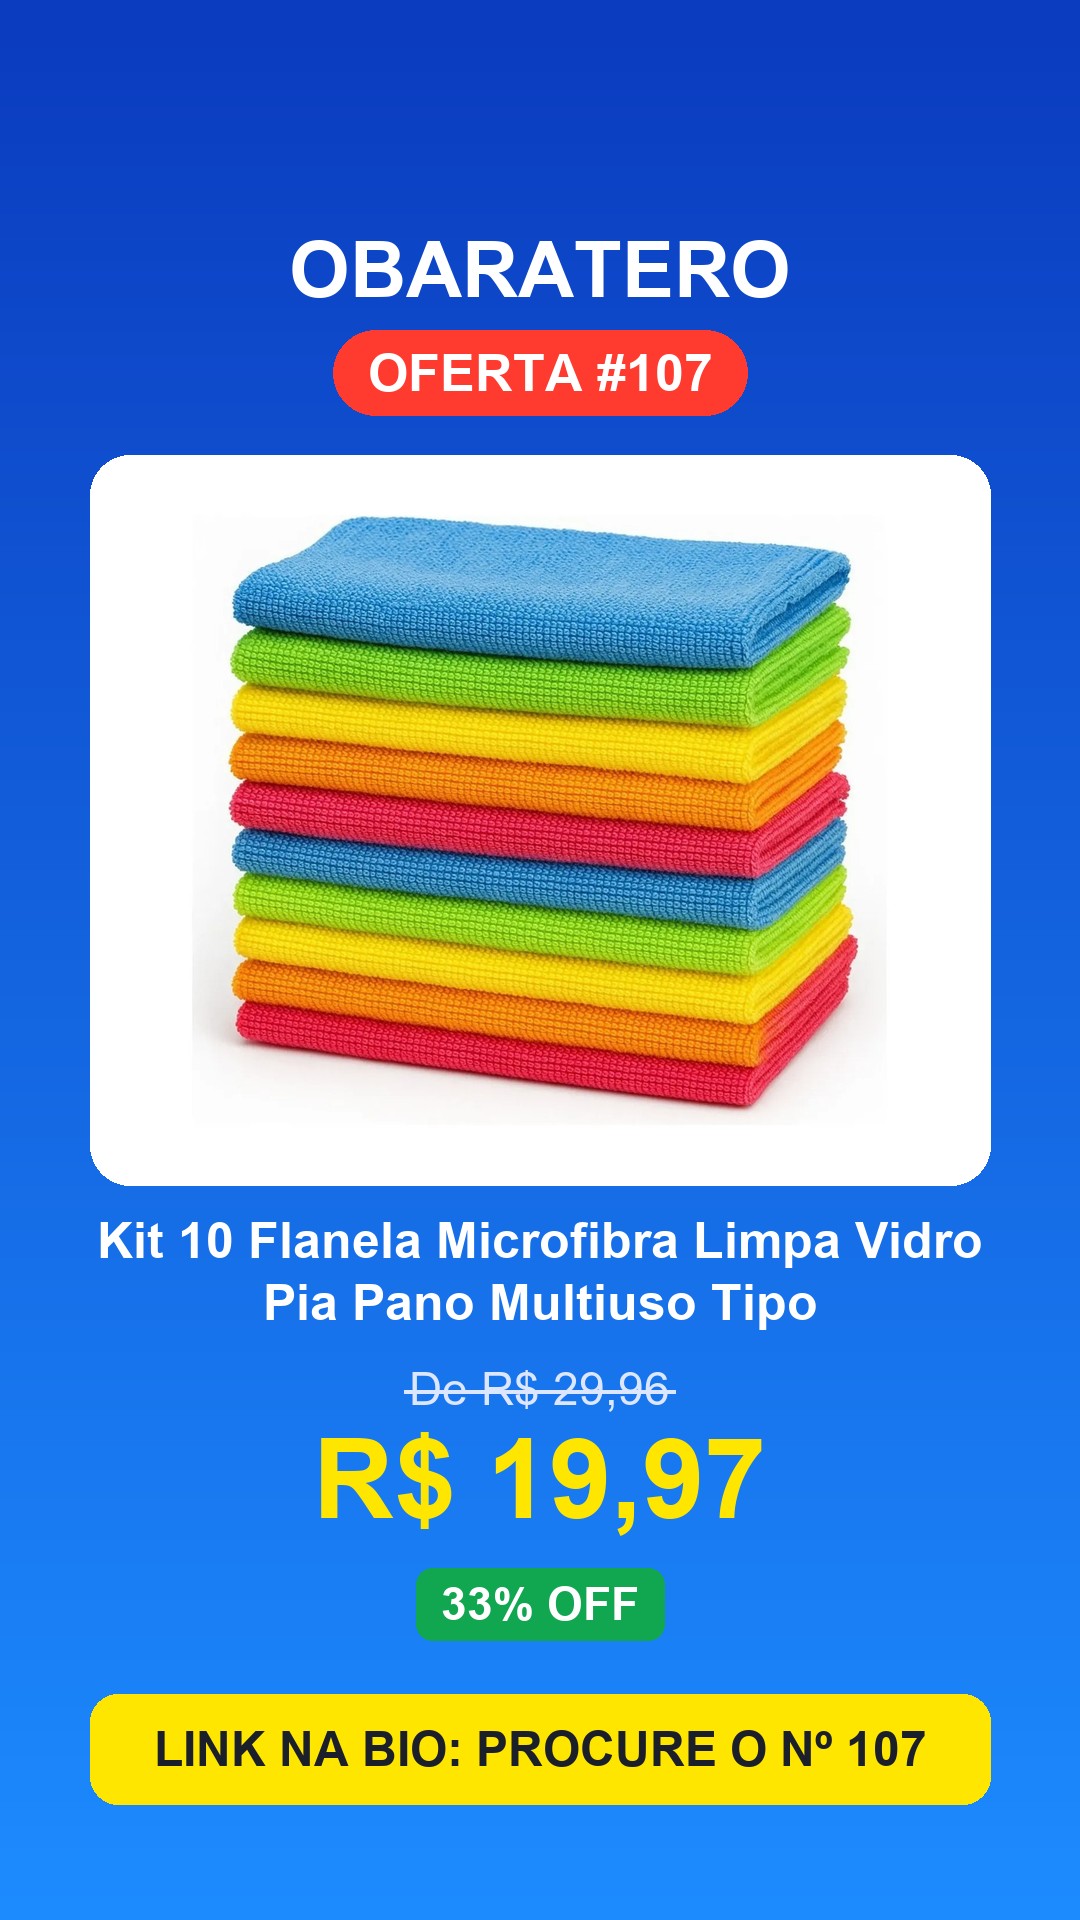 OBARATERO
OFERTA #107
Kit 10 Flanela Microfibra Limpa Vidro
Pia Pano Multiuso Tipo
De R$ 29,96
R$ 19,97
33% OFF
LINK NA BIO: PROCURE O Nº 107